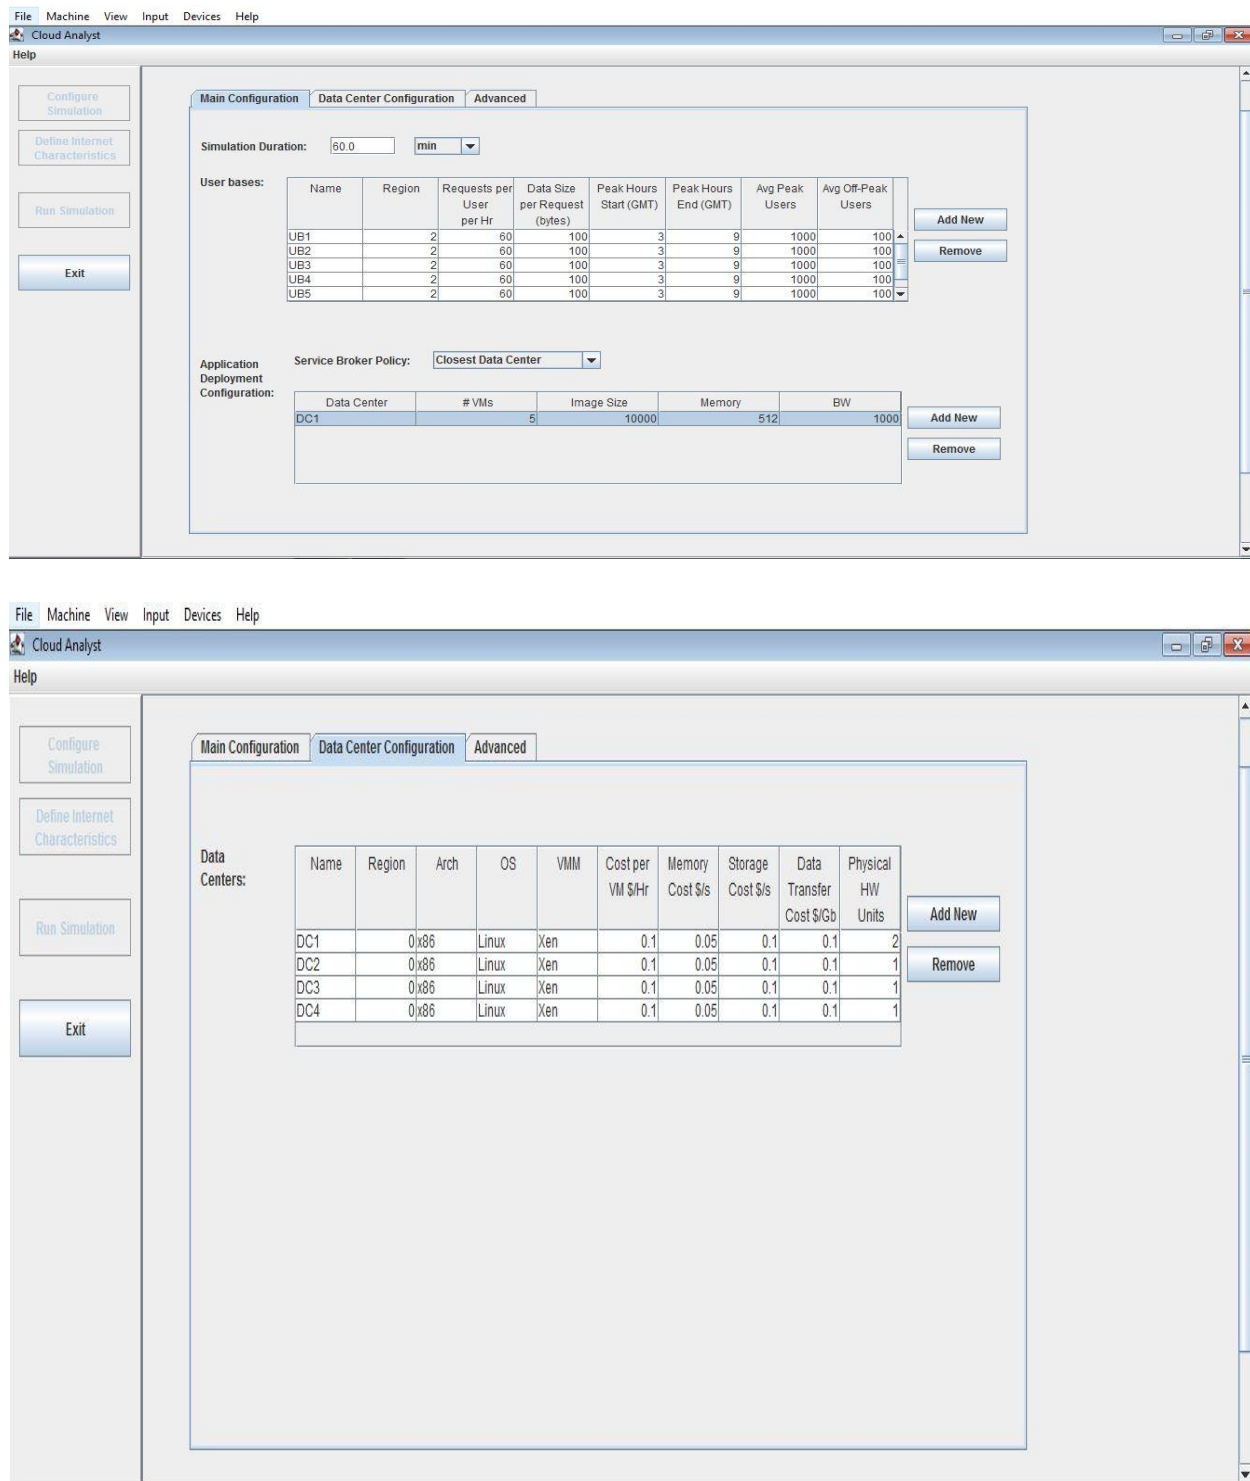 File Machine View Input Devices Help
Cloud Analyst
Help
Configure
Simulation
Define Internet
Characteristics
Run Simulation
Exit
Main Configuration Data Center Configuration Advanced
Simulation Duration: 60.0 min
User bases:
Name Region Requests per User per Hr Data Size per Request (bytes) Peak Hours Start (GMT) Peak Hours End (GMT) Avg Peak Users Avg Off-Peak Users
UB1 2 60 100 3 9 1000 100
UB2 2 60 100 3 9 1000 100
UB3 2 60 100 3 9 1000 100
UB4 2 60 100 3 9 1000 100
UB5 2 60 100 3 9 1000 100
Add New
Remove
Application
Deployment
Configuration:
Service Broker Policy: Closest Data Center
Data Center # VMs Image Size Memory BW
DC1 5 10000 512 1000
Add New
Remove
File Machine View Input Devices Help
Cloud Analyst
Help
Configure
Simulation
Define Internet
Characteristics
Run Simulation
Exit
Main Configuration Data Center Configuration Advanced
Data
Centers:
Name Region Arch OS VMM Cost per VM $/Hr Memory Cost $/s Storage Cost $/s Data Transfer Cost $/Gb Physical HW Units
DC1 0 x86 Linux Xen 0.1 0.05 0.1 0.1 2
DC2 0 x86 Linux Xen 0.1 0.05 0.1 0.1 1
DC3 0 x86 Linux Xen 0.1 0.05 0.1 0.1 1
DC4 0 x86 Linux Xen 0.1 0.05 0.1 0.1 1
Add New
Remove